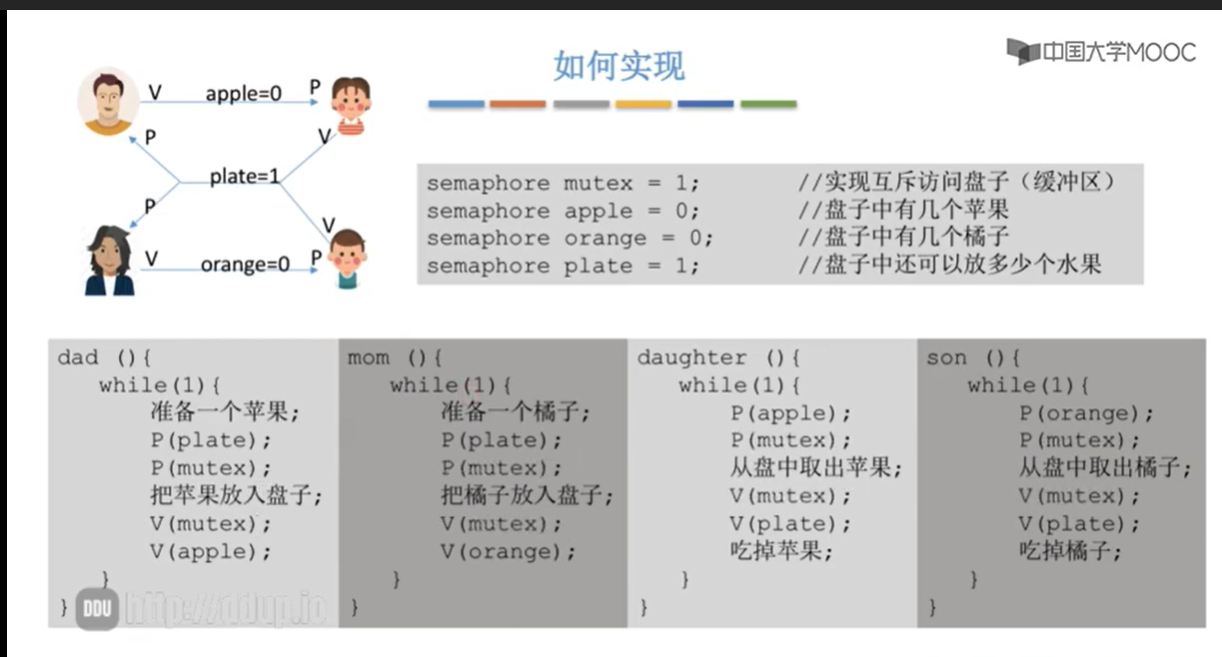 中国大学MOOC
如何实现
V apple=0 P
P V
plate=1
P V
V orange=0 P
semaphore mutex = 1; //实现互斥访问盘子（缓冲区）
semaphore apple = 0; //盘子中有几个苹果
semaphore orange = 0; //盘子中有几个橘子
semaphore plate = 1; //盘子中还可以放多少个水果
dad (){
while(1){
准备一个苹果;
P(plate);
P(mutex);
把苹果放入盘子;
V(mutex);
V(apple);
}
}
mom (){
while(1){
准备一个橘子;
P(plate);
P(mutex);
把橘子放入盘子;
V(mutex);
V(orange);
}
}
daughter (){
while(1){
P(apple);
P(mutex);
从盘中取出苹果;
V(mutex);
V(plate);
吃掉苹果;
}
}
son (){
while(1){
P(orange);
P(mutex);
从盘中取出橘子;
V(mutex);
V(plate);
吃掉橘子;
}
}
DDU http://ddup.io